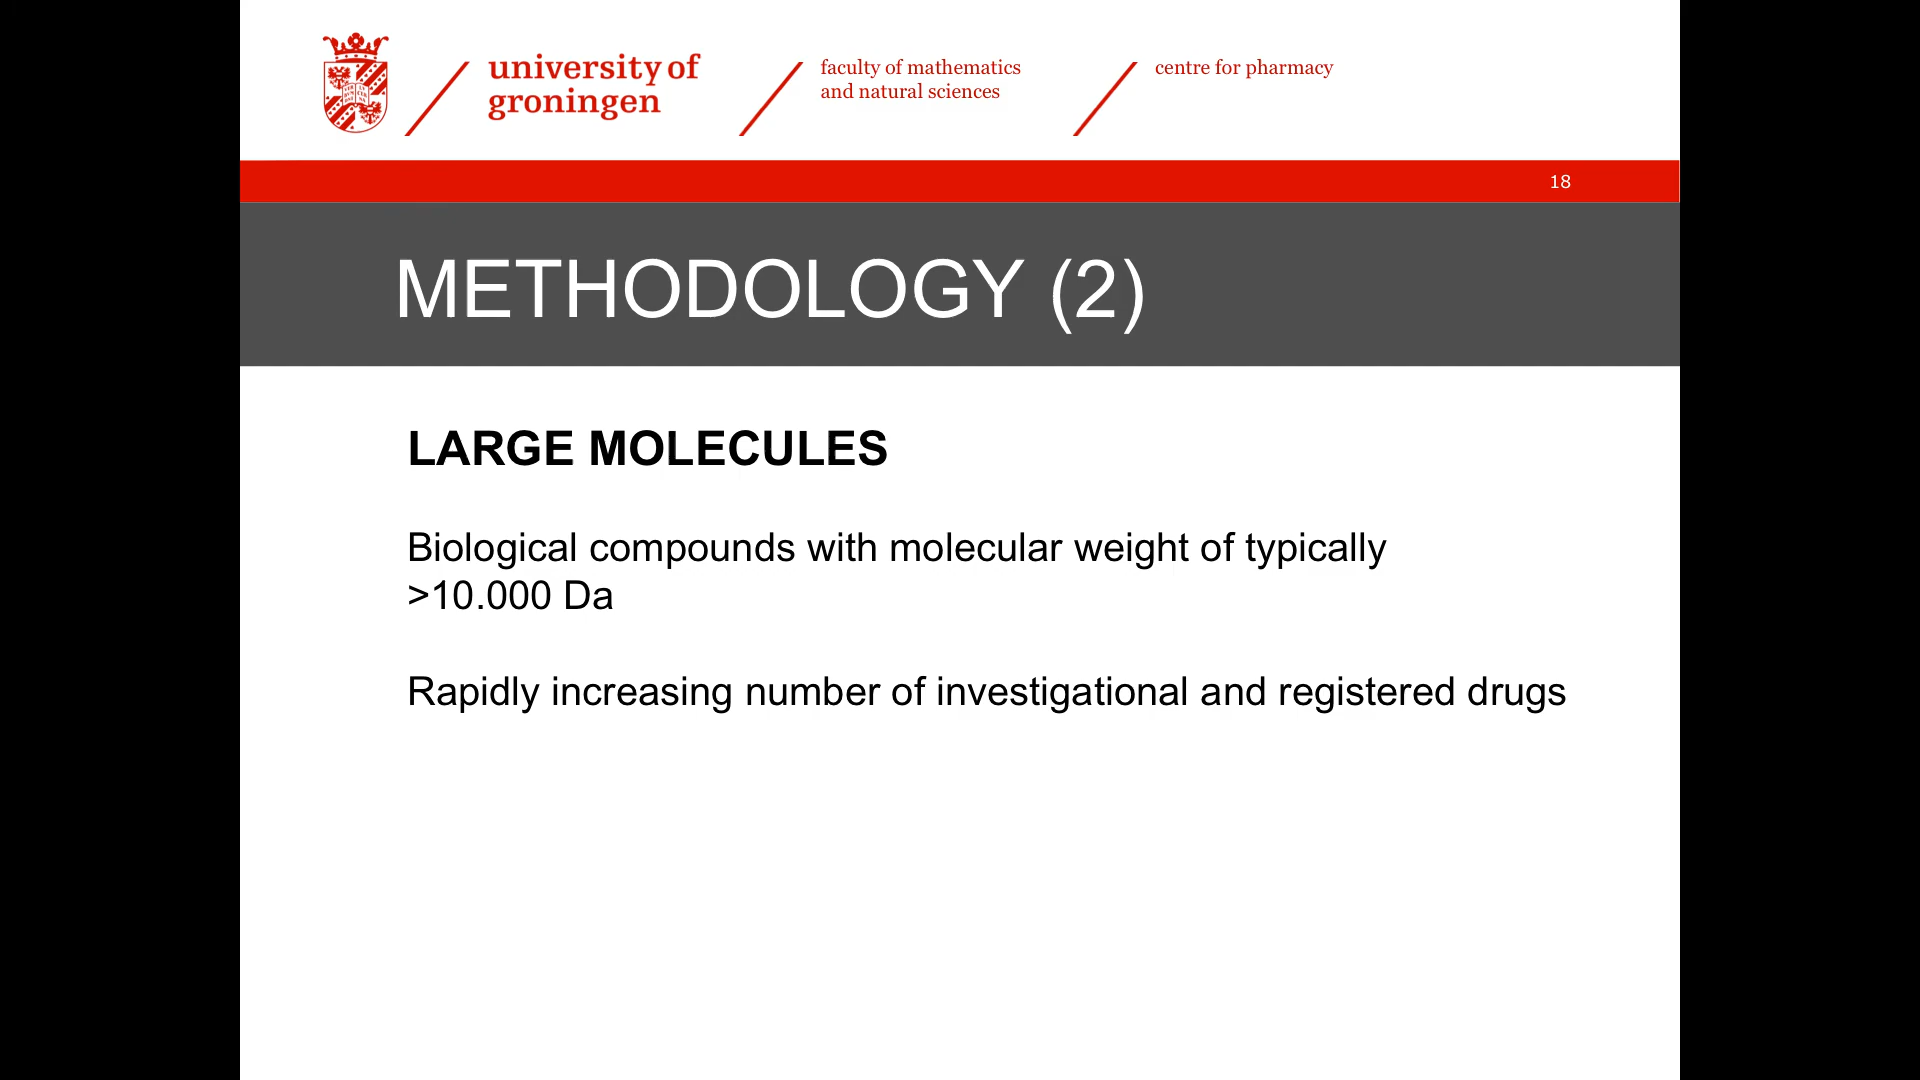 university of
groningen
faculty of mathematics
and natural sciences
centre for pharmacy
18
METHODOLOGY (2)
LARGE MOLECULES
Biological compounds with molecular weight of typically
>10.000 Da
Rapidly increasing number of investigational and registered drugs